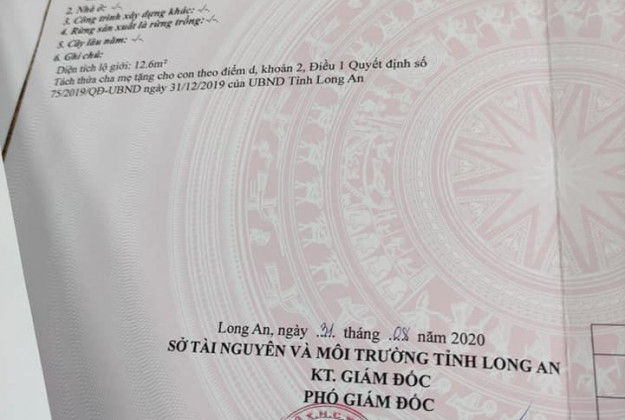 2. Nhà ở: -/-
3. Công trình xây dựng khác: -/-
4. Rừng sản xuất là rừng trồng: -/-
5. Cây lâu năm: -/-
6. Ghi chú:
Diện tích lộ giới: 12.6m²
Tách thửa cha mẹ tặng cho con theo điểm d, khoản 2, Điều 1 Quyết định số
75/2019/QĐ-UBND ngày 31/12/2019 của UBND Tỉnh Long An
Long An, ngày 31 tháng 08 năm 2020
SỞ TÀI NGUYÊN VÀ MÔI TRƯỜNG TỈNH LONG AN
KT. GIÁM ĐỐC
PHÓ GIÁM ĐỐC